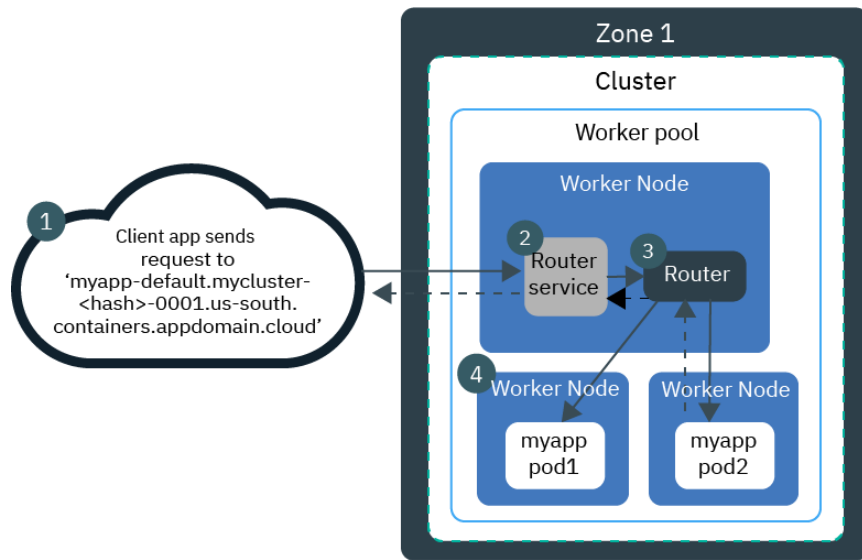 Zone 1
Cluster
Worker pool
Worker Node
1
Client app sends
request to
‘myapp-default.mycluster-
<hash>-0001.us-south.
containers.appdomain.cloud’
2
Router
service
3
Router
4
Worker Node
myapp
pod1
Worker Node
myapp
pod2